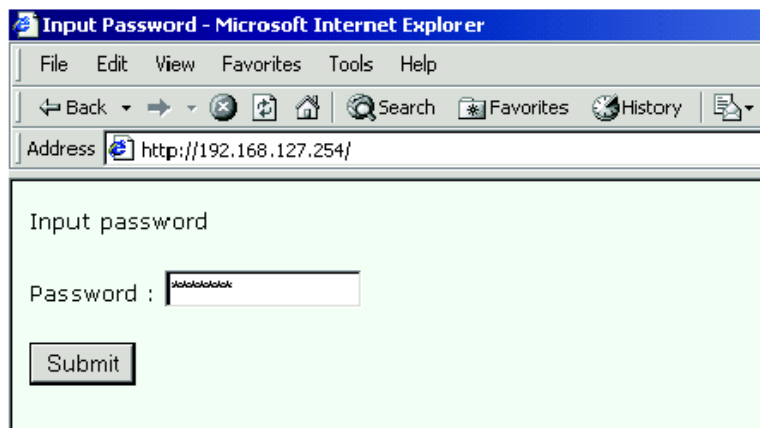 Input Password - Microsoft Internet Explorer
File Edit View Favorites Tools Help
Back Search Favorites History
Address http://192.168.127.254/
Input password
Password : ********
Submit